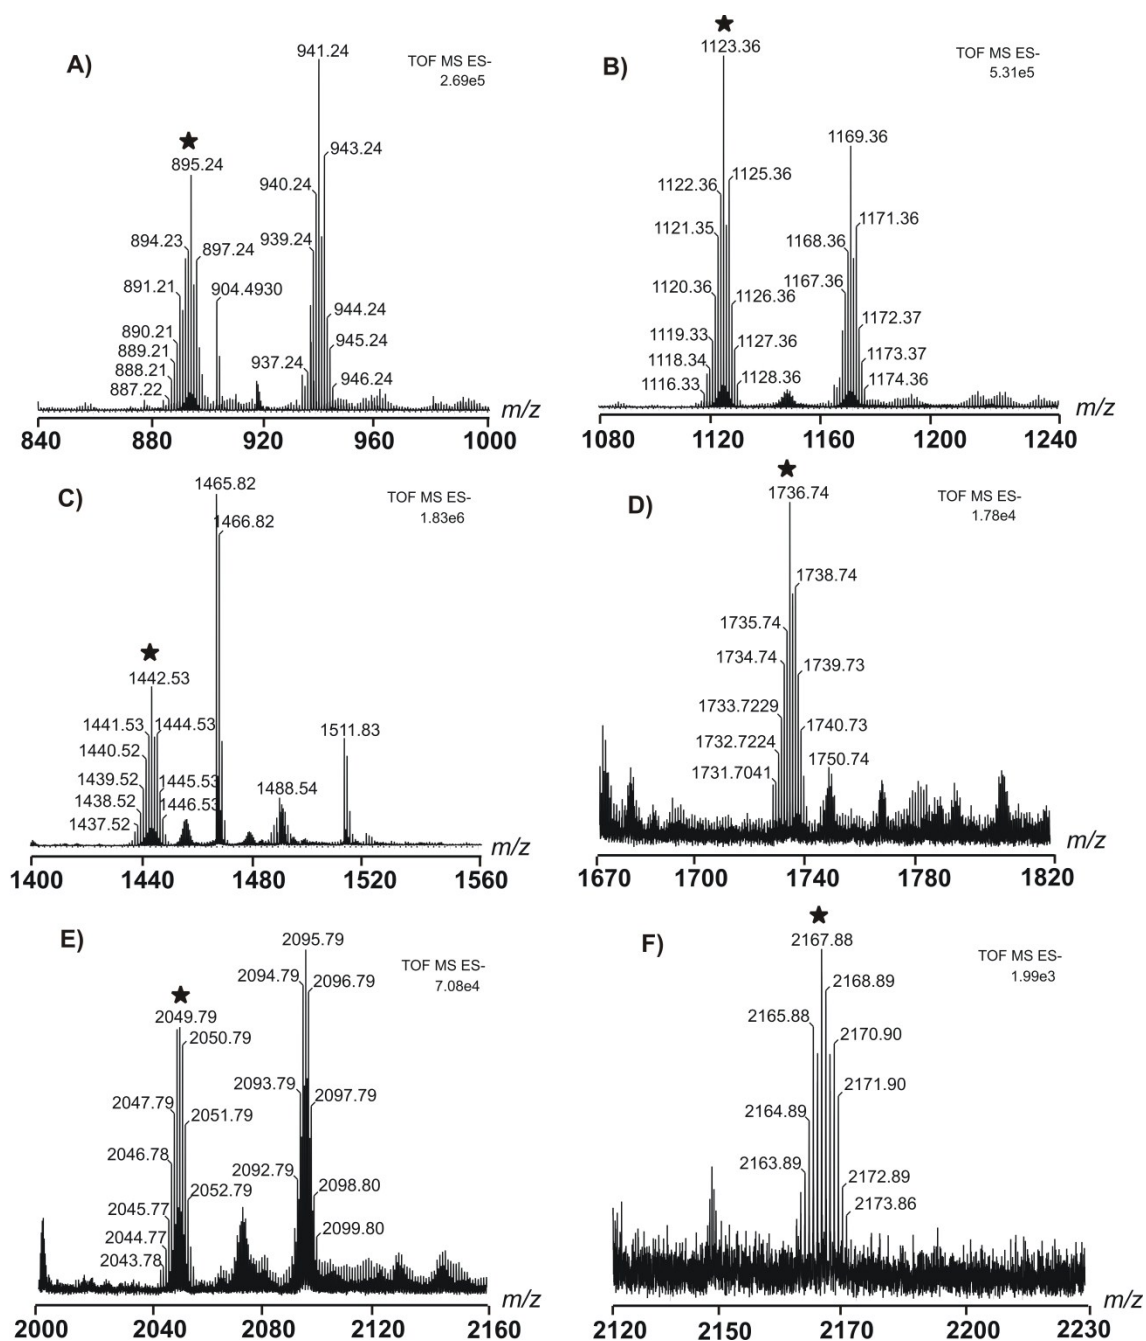 A)
TOF MS ES-
2.69e5
941.24
895.24
943.24
940.24
894.23
897.24
939.24
891.21
904.4930
890.21
944.24
889.21
945.24
888.21
937.24
887.22
946.24
m/z
840 880 920 960 1000
B)
TOF MS ES-
5.31e5
1123.36
1169.36
1122.36
1125.36
1121.35
1171.36
1168.36
1120.36
1126.36
1167.36
1119.33
1127.36
1172.37
1118.34
1173.37
1116.33
1128.36
1174.36
m/z
1080 1120 1160 1200 1240
C)
TOF MS ES-
1.83e6
1465.82
1466.82
1442.53
1441.53
1444.53
1511.83
1440.52
1439.52
1445.53
1488.54
1438.52
1446.53
1437.52
m/z
1400 1440 1480 1520 1560
D)
TOF MS ES-
1.78e4
1736.74
1738.74
1735.74
1734.74
1739.73
1733.7229
1740.73
1732.7224
1750.74
1731.7041
m/z
1670 1700 1740 1780 1820
E)
TOF MS ES-
7.08e4
2095.79
2094.79
2096.79
2049.79
2050.79
2093.79
2097.79
2047.79
2051.79
2046.78
2092.79
2052.79
2098.80
2045.77
2099.80
2044.77
2043.78
m/z
2000 2040 2080 2120 2160
F)
TOF MS ES-
1.99e3
2167.88
2168.89
2165.88
2170.90
2171.90
2164.89
2163.89
2172.89
2173.86
m/z
2120 2150 2170 2200 2230